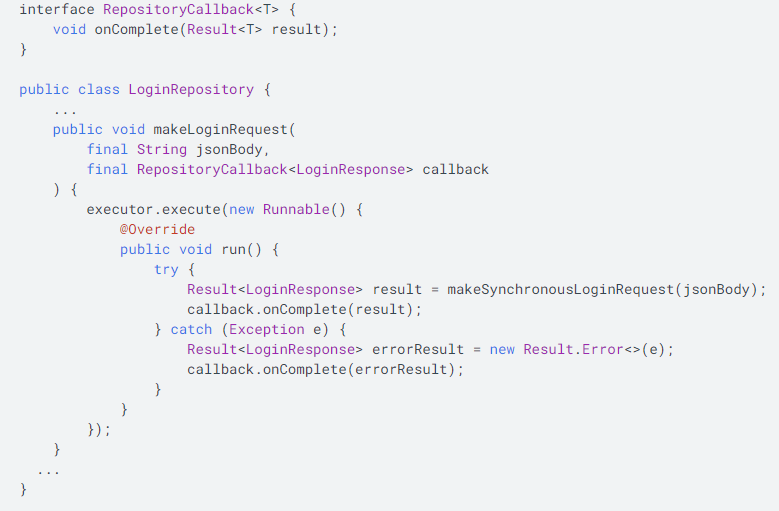 interface RepositoryCallback<T> {
    void onComplete(Result<T> result);
}

public class LoginRepository {
    ...
    public void makeLoginRequest(
        final String jsonBody,
        final RepositoryCallback<LoginResponse> callback
    ) {
        executor.execute(new Runnable() {
            @Override
            public void run() {
                try {
                    Result<LoginResponse> result = makeSynchronousLoginRequest(jsonBody);
                    callback.onComplete(result);
                } catch (Exception e) {
                    Result<LoginResponse> errorResult = new Result.Error<>(e);
                    callback.onComplete(errorResult);
                }
            }
        });
    }
  ...
}